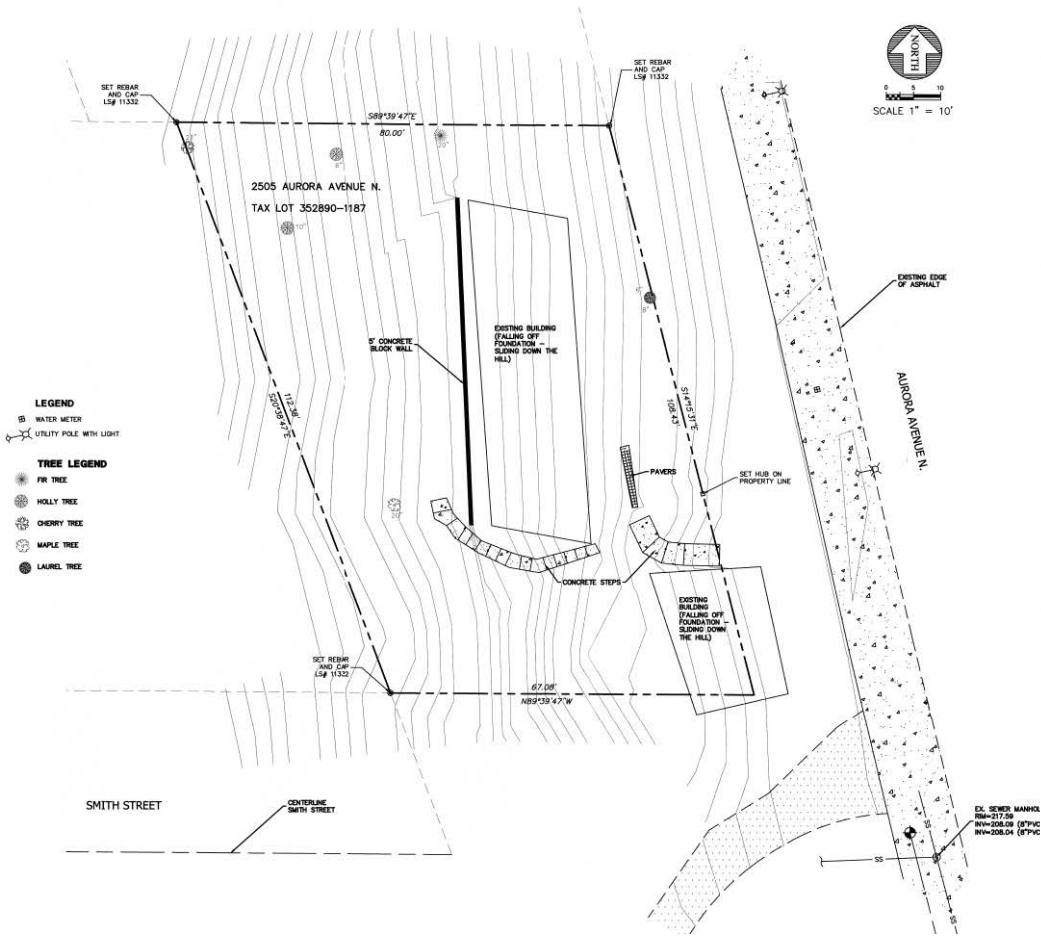 NORTH
0 5 10
SCALE 1" = 10'
SET REBAR
AND CAP
LS# 11332
SET REBAR
AND CAP
LS# 11332
S89°39'47"E
80.00'
2505 AURORA AVENUE N.
TAX LOT 352890-1187
6"
10"
EXISTING EDGE
OF ASPHALT
8"
EXISTING BUILDING
(FALLING OFF
FOUNDATION -
SLIDING DOWN THE
HILL)
5' CONCRETE
BLOCK WALL
112.38'
S20°38'47"E
S14°15'31"E
108.43'
AURORA AVENUE N.
LEGEND
WATER METER
UTILITY POLE WITH LIGHT
TREE LEGEND
FIR TREE
HOLLY TREE
CHERRY TREE
MAPLE TREE
LAUREL TREE
PAVERS
SET HUB ON
PROPERTY LINE
CONCRETE STEPS
EXISTING
BUILDING
(FALLING OFF
FOUNDATION -
SLIDING DOWN
THE HILL)
SET REBAR
AND CAP
LS# 11332
67.08'
N89°39'47"W
SMITH STREET
CENTERLINE
SMITH STREET
EX. SEWER MANHOL
RIM=217.59
INV=208.09 (8"PVC
INV=208.04 (8"PVC
SS
SS
SS